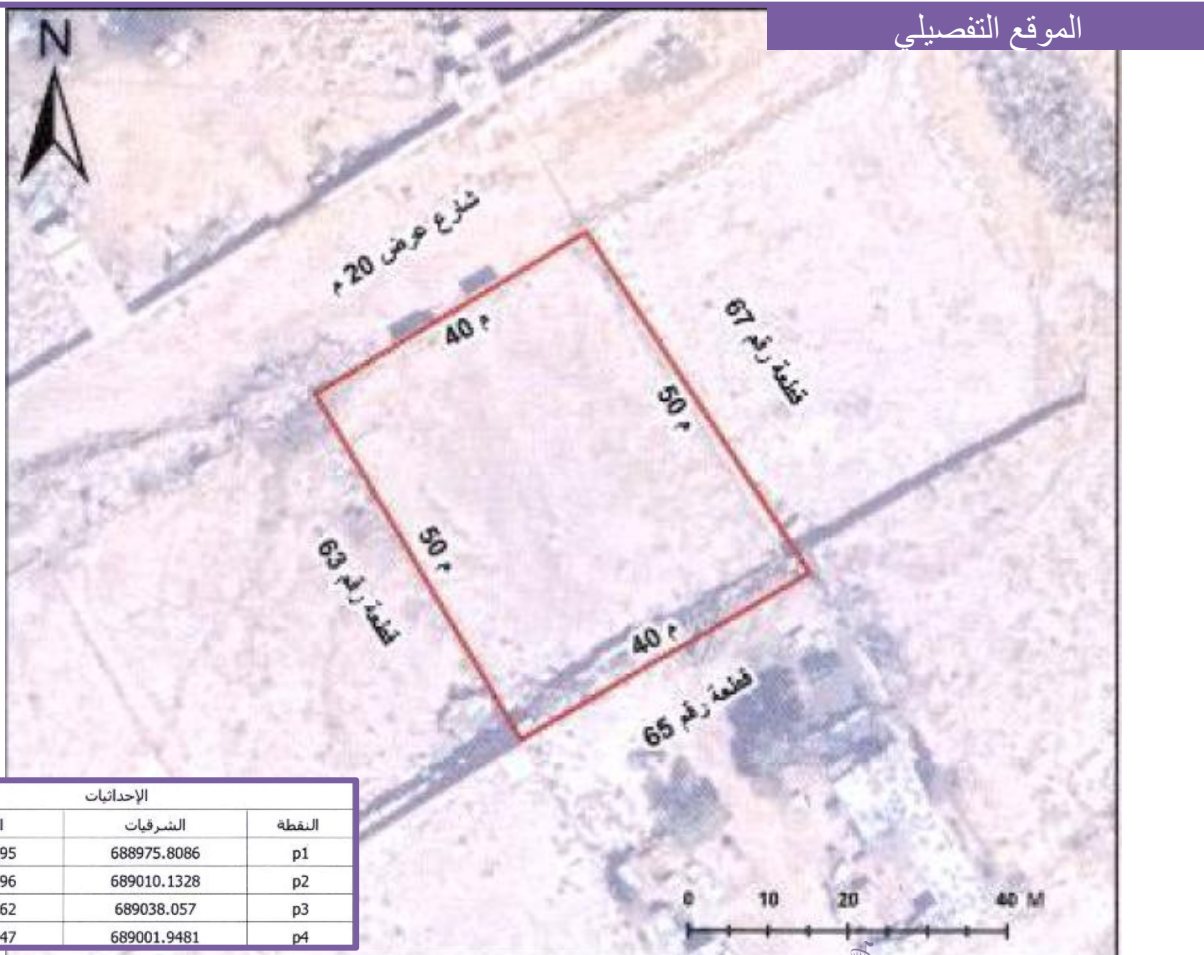 الموقع التفصيلي
N
شارع عرض 20 م
40 م
قطعة رقم 67
50 م
50 م
قطعة رقم 63
40 م
قطعة رقم 65
الإحداثيات
النقطة الشرقيات
p1 688975.8086 95
p2 689010.1328 96
p3 689038.057 62
p4 689001.9481 47
0 10 20 40 M